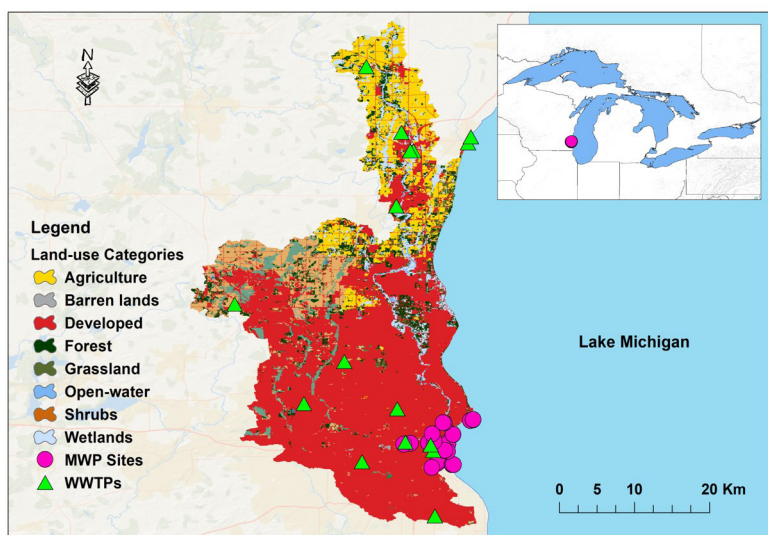 N
Legend
Land-use Categories
Agriculture
Barren lands
Developed
Forest
Grassland
Open-water
Shrubs
Wetlands
MWP Sites
WWTPs
Lake Michigan
0 5 10 20 Km